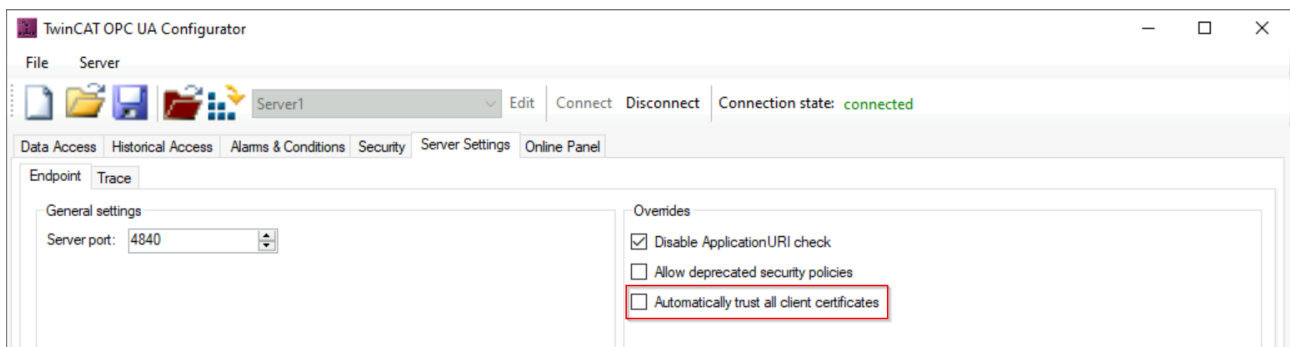 TwinCAT OPC UA Configurator
File Server
Server1 Edit Connect Disconnect Connection state: connected
Data Access Historical Access Alarms & Conditions Security Server Settings Online Panel
Endpoint Trace
General settings
Server port: 4840
Overrides
Disable ApplicationURI check
Allow deprecated security policies
Automatically trust all client certificates